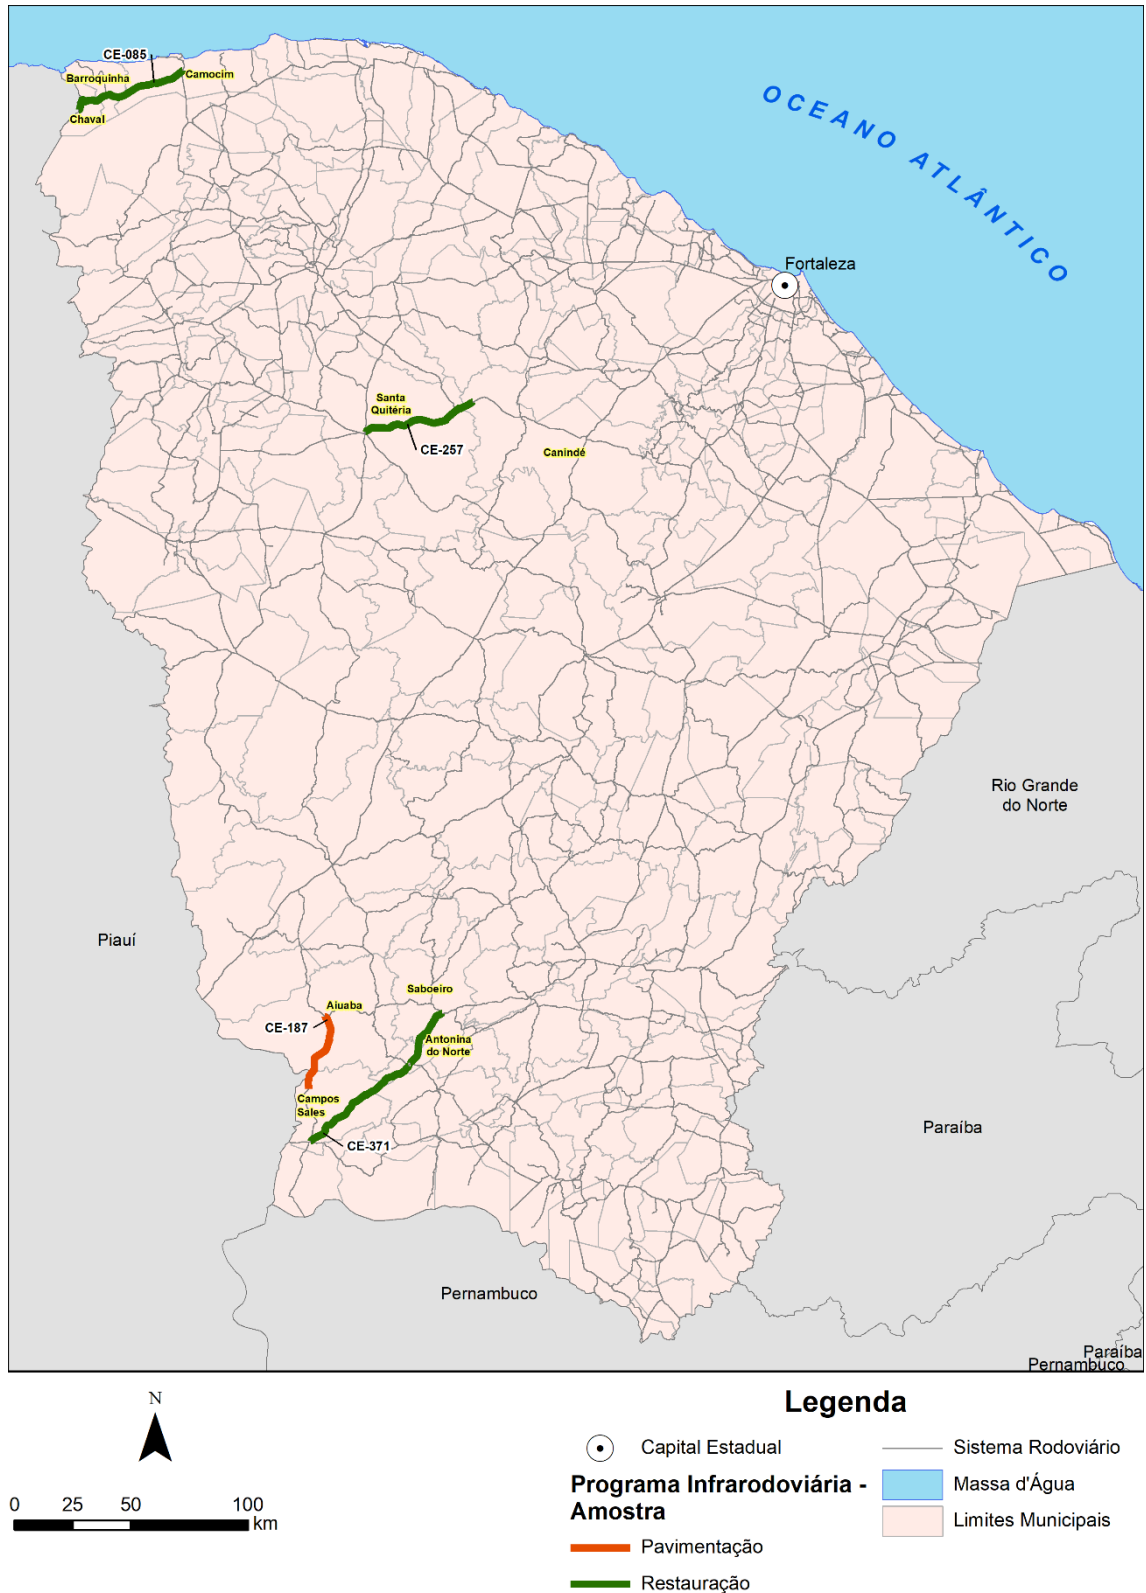 CE-085
Barroquinha
Camocim
Chaval
OCEANO ATLÂNTICO
Fortaleza
Santa
Quitéria
CE-257
Canindé
Rio Grande
do Norte
Piauí
Saboeiro
Aiuaba
CE-187
Antonina
do Norte
Campos
Sales
CE-371
Paraíba
Pernambuco
Paraíba
Pernambuco
N
0 25 50 100
km
Legenda
Capital Estadual
Sistema Rodoviário
Programa Infrarodoviária -
Amostra
Massa d'Água
Limites Municipais
Pavimentação
Restauração